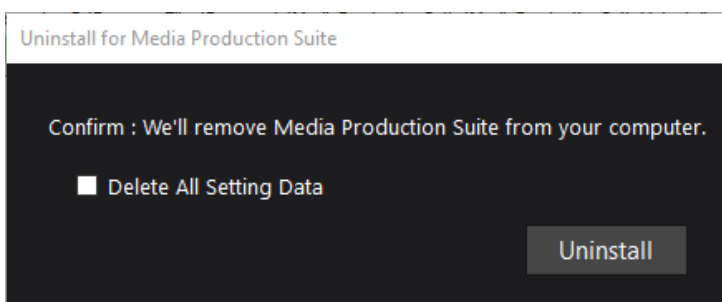 Uninstall for Media Production Suite
Confirm : We'll remove Media Production Suite from your computer.
Delete All Setting Data
Uninstall